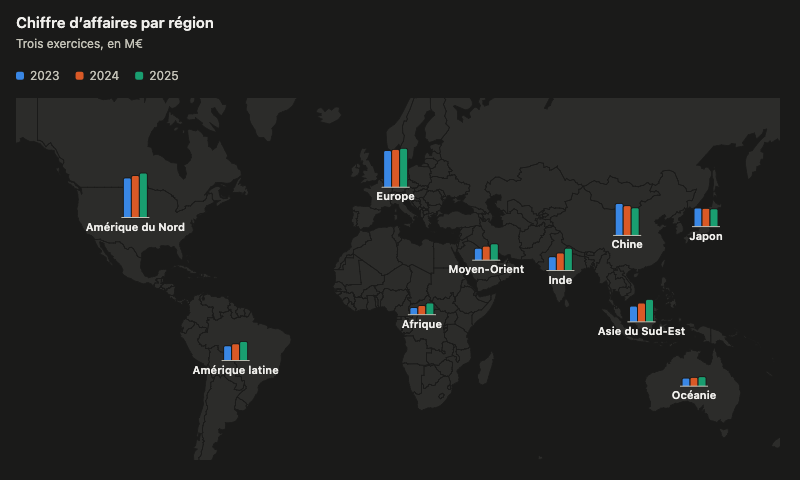 Chiffre d’affaires par région
Trois exercices, en M€
2023 2024 2025
Europe
Amérique du Nord
Chine
Japon
Moyen-Orient
Inde
Afrique
Asie du Sud-Est
Amérique latine
Océanie